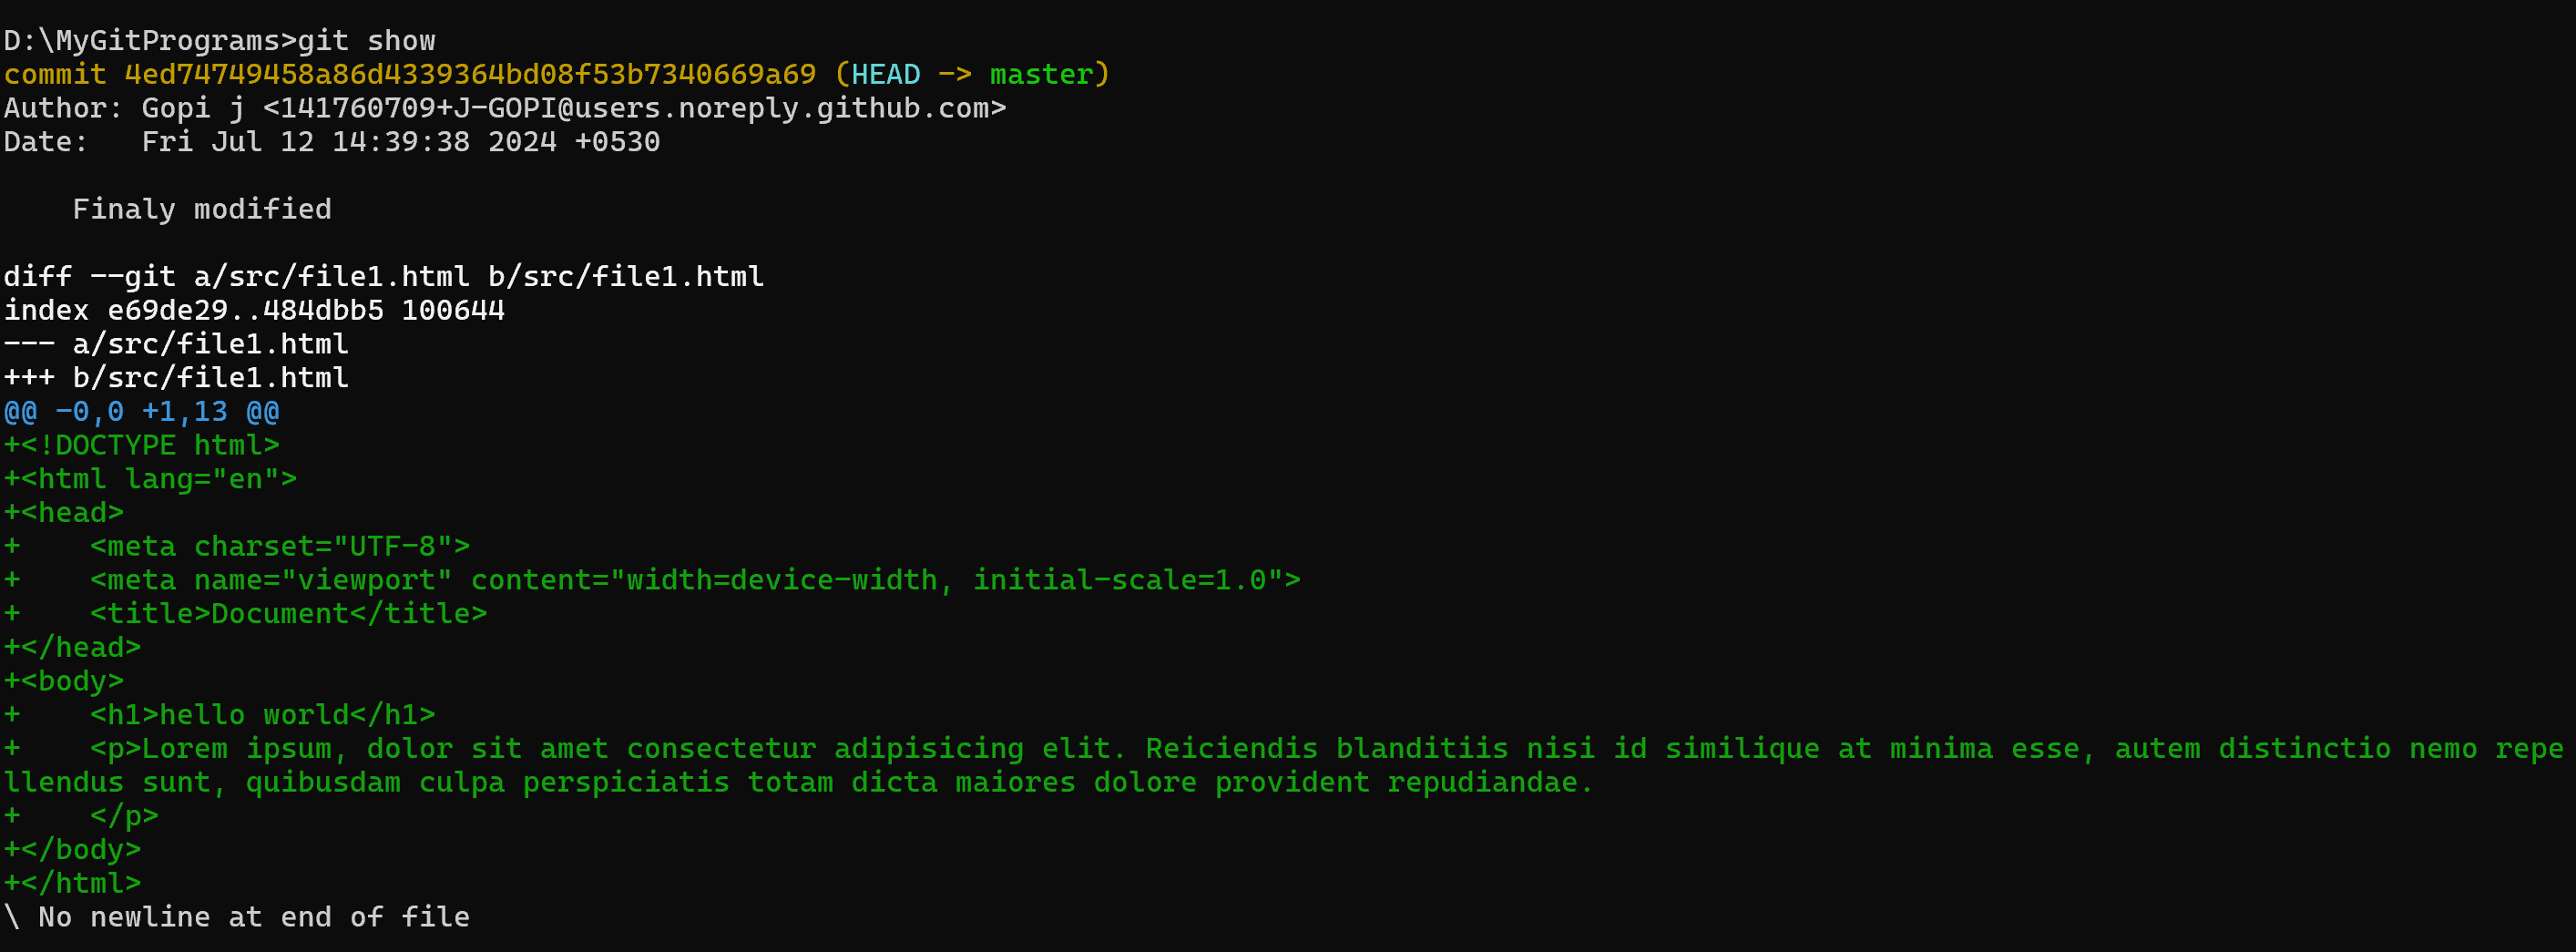 D:\MyGitPrograms>git show
commit 4ed74749458a86d4339364bd08f53b7340669a69 (HEAD -> master)
Author: Gopi j <141760709+J-GOPI@users.noreply.github.com>
Date:   Fri Jul 12 14:39:38 2024 +0530

    Finaly modified

diff --git a/src/file1.html b/src/file1.html
index e69de29..484dbb5 100644
--- a/src/file1.html
+++ b/src/file1.html
@@ -0,0 +1,13 @@
+<!DOCTYPE html>
+<html lang="en">
+<head>
+    <meta charset="UTF-8">
+    <meta name="viewport" content="width=device-width, initial-scale=1.0">
+    <title>Document</title>
+</head>
+<body>
+    <h1>hello world</h1>
+    <p>Lorem ipsum, dolor sit amet consectetur adipisicing elit. Reiciendis blanditiis nisi id similique at minima esse, autem distinctio nemo repe
llendus sunt, quibusdam culpa perspiciatis totam dicta maiores dolore provident repudiandae.
+    </p>
+</body>
+</html>
\ No newline at end of file